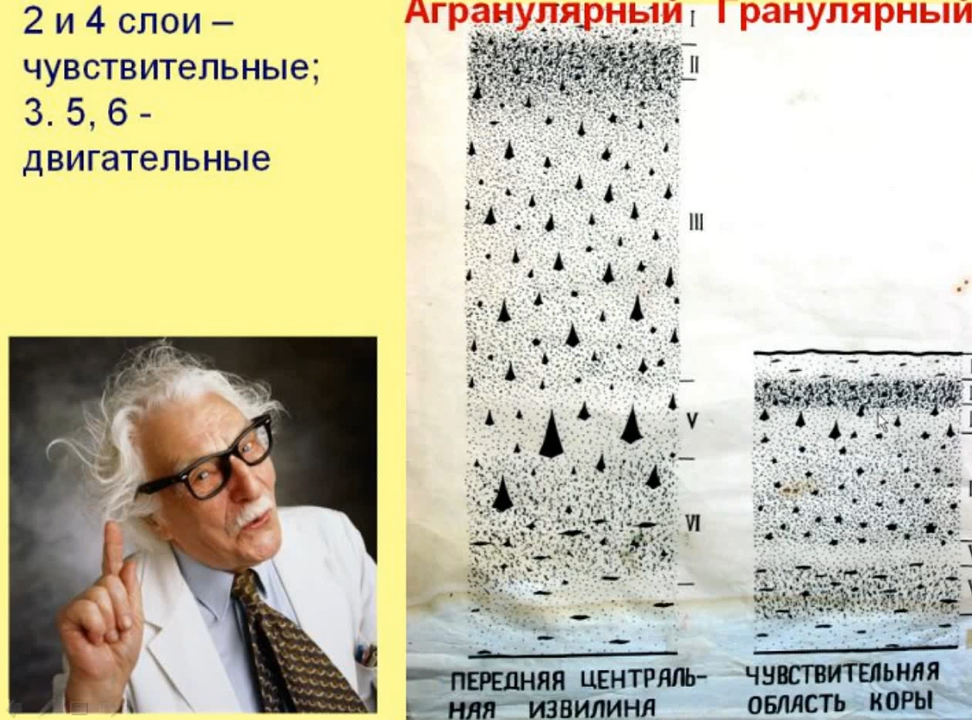 2 и 4 слои –
чувствительные;
3. 5, 6 -
двигательные
Агранулярный
Гранулярный
I
II
III
V
VI
ПЕРЕДНЯЯ ЦЕНТРАЛЬ-
НАЯ ИЗВИЛИНА
ЧУВСТВИТЕЛЬНАЯ
ОБЛАСТЬ КОРЫ